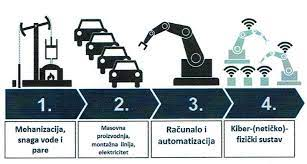 1.
Mehanizacija,
snaga vode i
pare
2.
Masovna
proizvodnja,
montažna linija,
elektricitet
3.
Računalo i
automatizacija
4.
Kiber-(netičko)-
fizički sustav